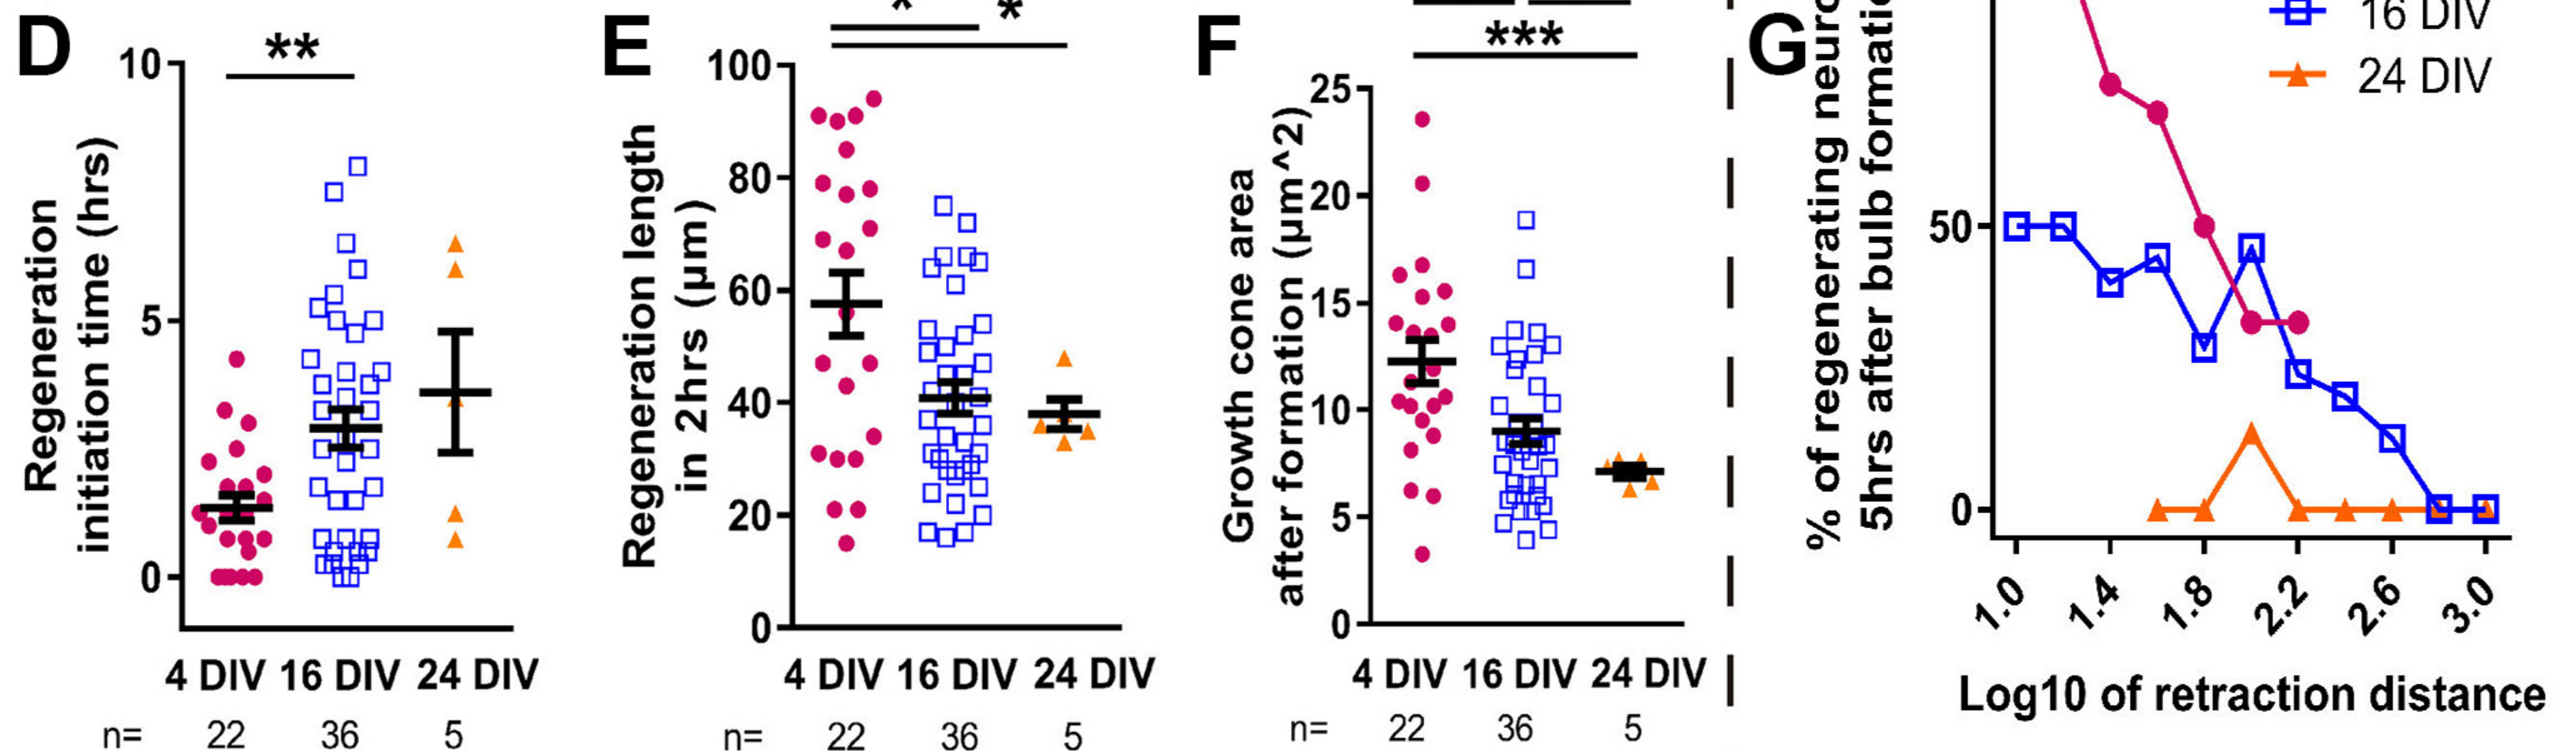 D
**
10
5
0
Regeneration
initiation time (hrs)
4 DIV 16 DIV 24 DIV
n= 22 36 5
E
* *
100
80
60
40
20
0
Regeneration length
in 2hrs (µm)
4 DIV 16 DIV 24 DIV
n= 22 36 5
F
***
25
20
15
10
5
0
Growth cone area
after formation (µm^2)
4 DIV 16 DIV 24 DIV
n= 22 36 5
G
16 DIV
24 DIV
50
0
% of regenerating
5hrs after bulb
1.0 1.4 1.8 2.2 2.6 3.0
Log10 of retraction distance